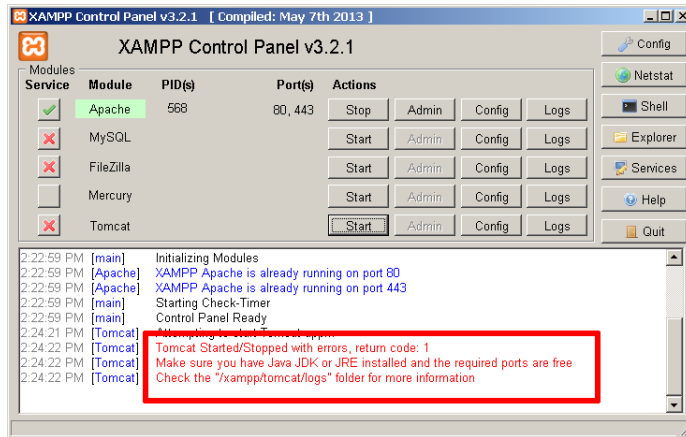 XAMPP Control Panel v3.2.1 [ Compiled: May 7th 2013 ]
XAMPP Control Panel v3.2.1
Config
Modules
Service Module PID(s) Port(s) Actions
Netstat
Apache 568 80, 443 Stop Admin Config Logs
Shell
MySQL Start Admin Config Logs
Explorer
FileZilla Start Admin Config Logs
Services
Mercury Start Admin Config Logs
Help
Tomcat Start Admin Config Logs
Quit
2:22:59 PM [main] Initializing Modules
2:22:59 PM [Apache] XAMPP Apache is already running on port 80
2:22:59 PM [Apache] XAMPP Apache is already running on port 443
2:22:59 PM [main] Starting Check-Timer
2:22:59 PM [main] Control Panel Ready
2:24:21 PM [Tomcat]
2:24:22 PM [Tomcat] Tomcat Started/Stopped with errors, return code: 1
2:24:22 PM [Tomcat] Make sure you have Java JDK or JRE installed and the required ports are free
2:24:22 PM [Tomcat] Check the "/xampp/tomcat/logs" folder for more information